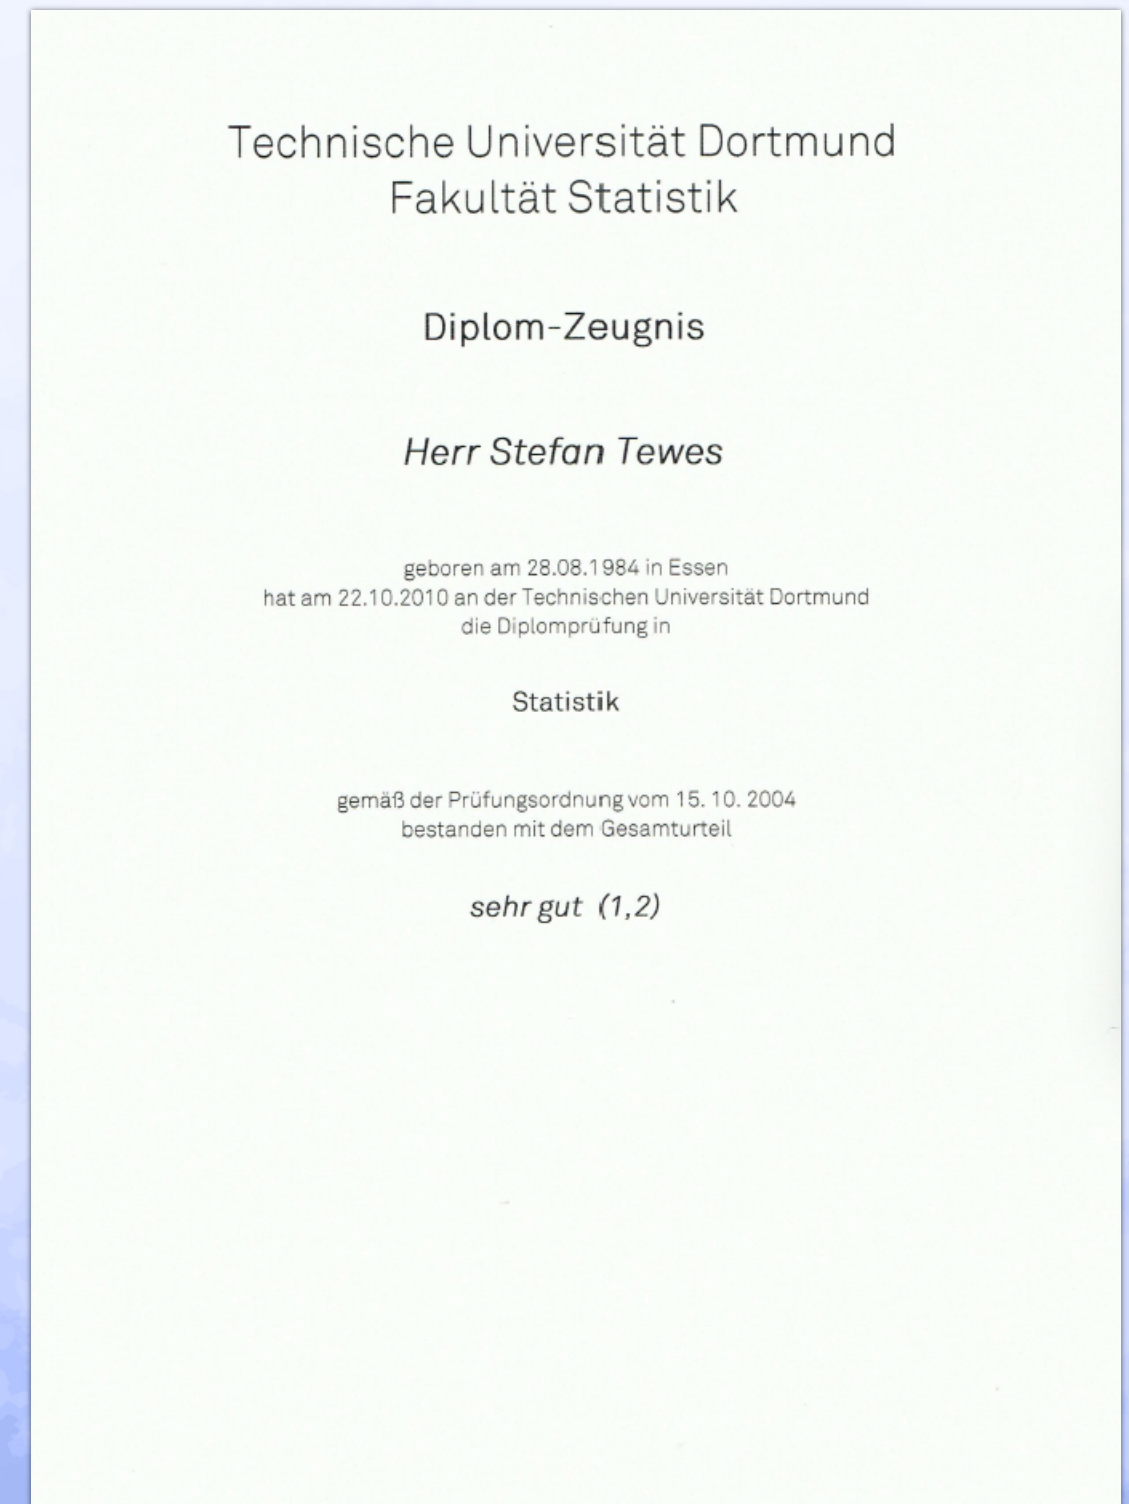 Technische Universität Dortmund
Fakultät Statistik
Diplom-Zeugnis
Herr Stefan Tewes
geboren am 28.08.1984 in Essen
hat am 22.10.2010 an der Technischen Universität Dortmund
die Diplomprüfung in
Statistik
gemäß der Prüfungsordnung vom 15. 10. 2004
bestanden mit dem Gesamturteil
sehr gut (1,2)